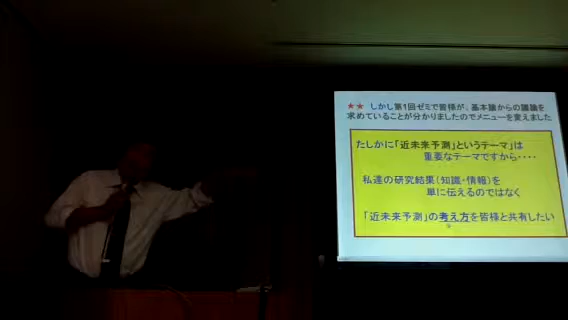 ★★ しかし第1回ゼミで皆様が、基本論からの議論を
求めていることが分かりましたのでメニューを変えました
たしかに「近未来予測」というテーマ」は
重要なテーマですから・・・・
私達の研究結果(知識・情報)を
単に伝えるのではなく
「近未来予測」の考え方を皆様と共有したい